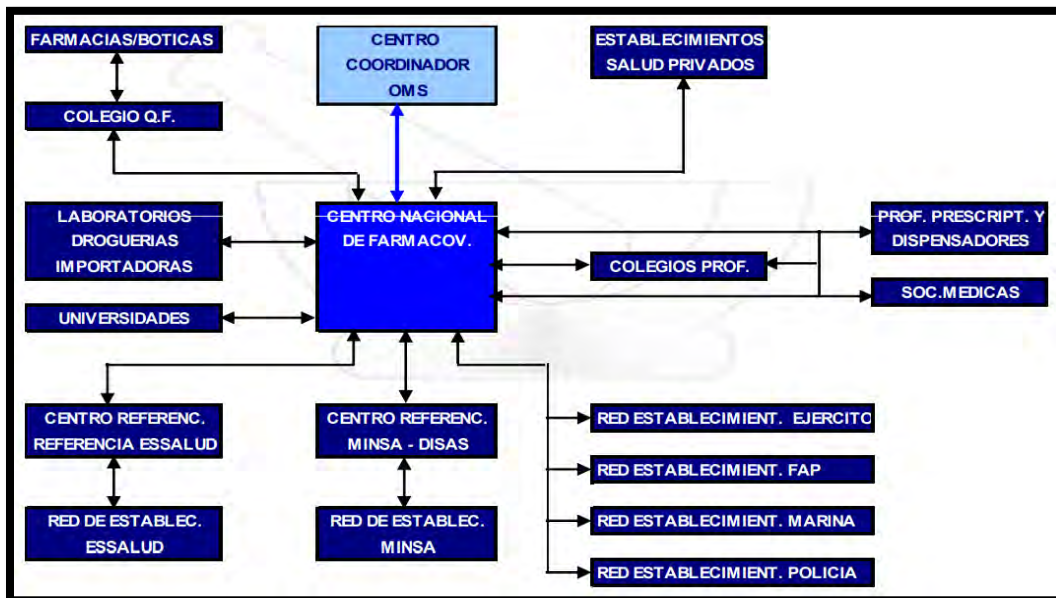 FARMACIAS/BOTICAS
CENTRO
COORDINADOR
OMS
ESTABLECIMIENTOS
SALUD PRIVADOS
COLEGIO Q.F.
LABORATORIOS
DROGUERIAS
IMPORTADORAS
CENTRO NACIONAL
DE FARMACOV.
PROF. PRESCRIPT. Y
DISPENSADORES
COLEGIOS PROF.
SOC.MEDICAS
UNIVERSIDADES
CENTRO REFERENC.
REFERENCIA ESSALUD
CENTRO REFERENC.
MINSA - DISAS
RED ESTABLECIMIENT. EJERCITO
RED ESTABLECIMIENT. FAP
RED DE ESTABLEC.
ESSALUD
RED DE ESTABLEC.
MINSA
RED ESTABLECIMIENT. MARINA
RED ESTABLECIMIENT. POLICIA